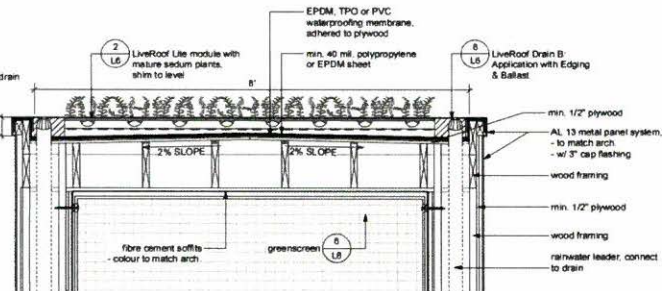 EPDM, TPO or PVC
waterproofing membrane,
adhered to plywood
2
L6
LiveRoof Lite module with
mature sedum plants,
shim to level
min. 40 mil. polypropylene
or EPDM sheet
8
L6
LiveRoof Drain B
Application with Edging
& Ballast
drain
8'
min. 1/2" plywood
AL 13 metal panel system,
- to match arch.
- w/ 3" cap flashing
2% SLOPE
2% SLOPE
wood framing
min. 1/2" plywood
wood framing
fibre cement soffits
- colour to match arch.
greenscreen
6
L8
rainwater leader, connect
to drain